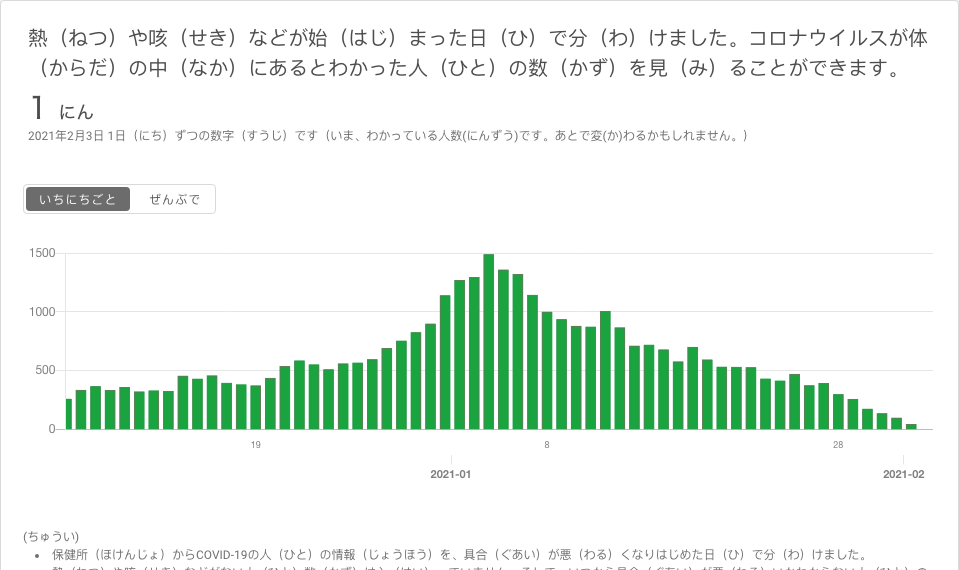 熱（ねつ）や咳（せき）などが始（はじ）まった日（ひ）で分（わ）けました。コロナウイルスが体
（からだ）の中（なか）にあるとわかった人（ひと）の数（かず）を見（み）ることができます。
1 にん
2021年2月3日 1日（にち）ずつの数字（すうじ）です（いま、わかっている人数(にんずう)です。あとで変(か)わるかもしれません。）
いちにちごと ぜんぶで
1500
1000
500
0
19 8 28
2021-01 2021-02
(ちゅうい)
• 保健所（ほけんじょ）からCOVID-19の人（ひと）の情報（じょうほう）を、具合（ぐあい）が悪（わる）くなりはじめた日（ひ）で分（わ）けました。